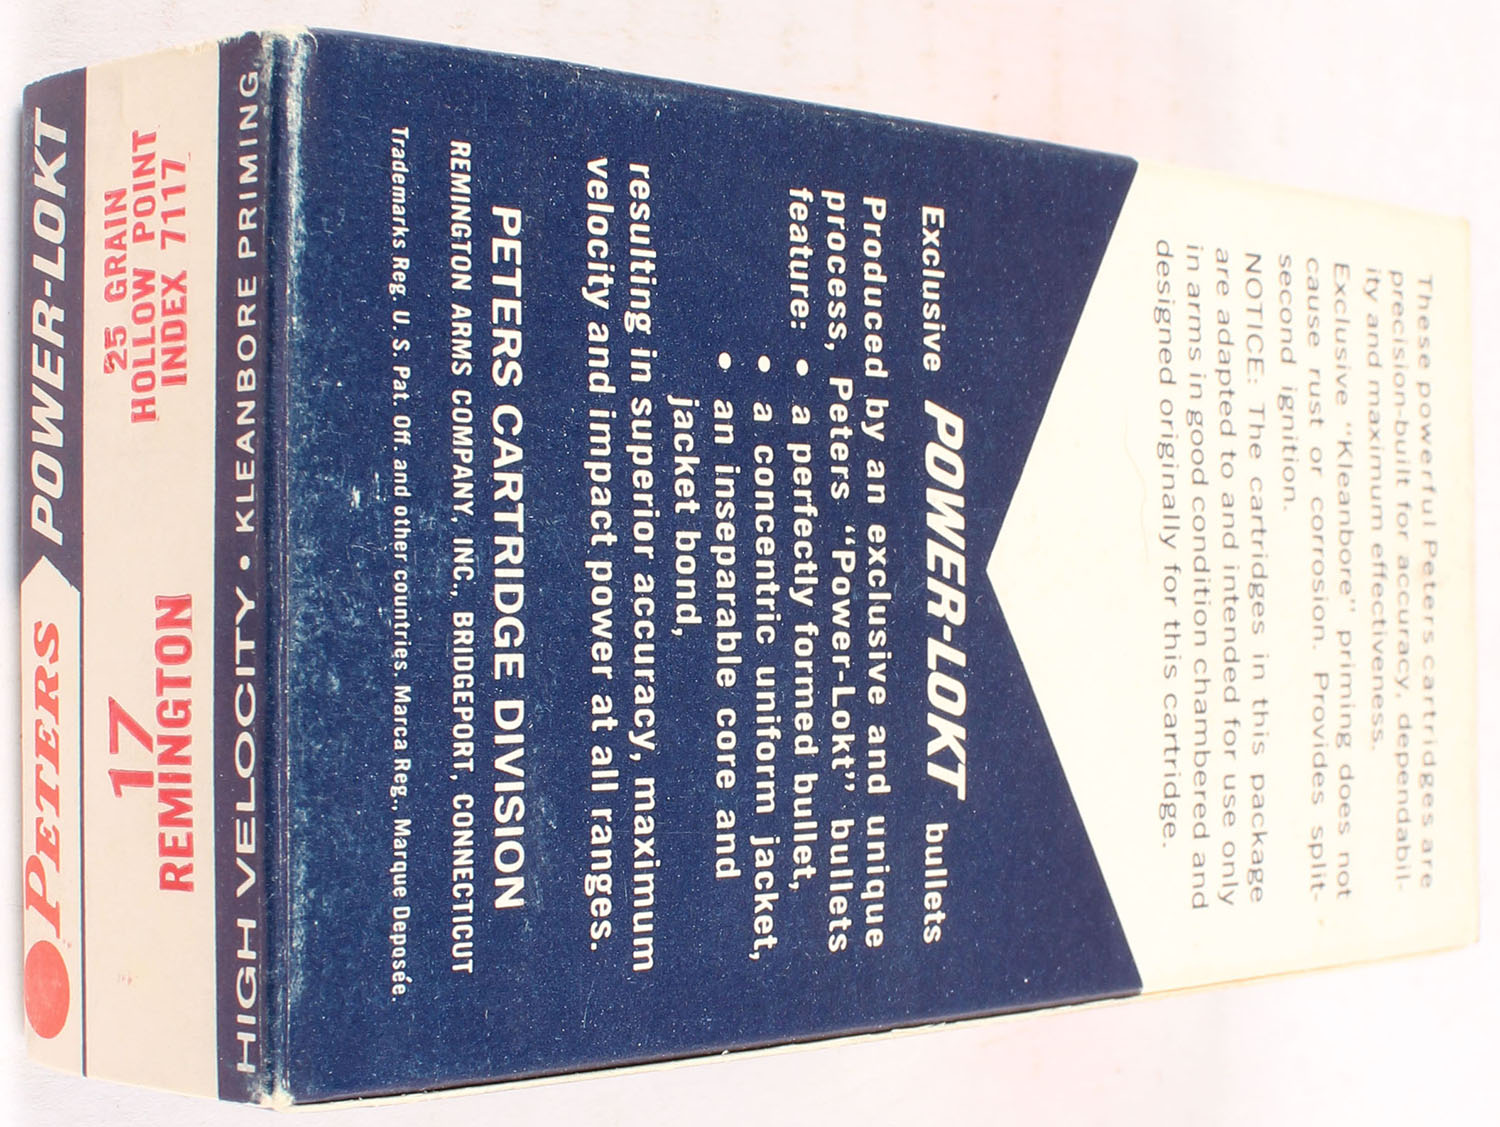 These powerful Peters cartridges are
precision-built for accuracy, dependabil-
ity and maximum effectiveness.
Exclusive "Kleanbore" priming does not
cause rust or corrosion. Provides split-
second ignition.
NOTICE: The cartridges in this package
are adapted to and intended for use only
in arms in good condition chambered and
designed originally for this cartridge.
Exclusive POWER-LOKT bullets
Produced by an exclusive and unique
process, Peters "Power-Lokt" bullets
feature: • a perfectly formed bullet,
• a concentric uniform jacket,
• an inseparable core and
jacket bond,
resulting in superior accuracy, maximum
velocity and impact power at all ranges.
PETERS CARTRIDGE DIVISION
REMINGTON ARMS COMPANY, INC., BRIDGEPORT, CONNECTICUT
Trademarks Reg. U.S. Pat. Off. and other countries. Marca Reg., Marque Deposée.
HIGH VELOCITY • KLEANBORE PRIMING
17
REMINGTON
25 GRAIN
HOLLOW POINT
INDEX 7117
PETERS POWER-LOKT